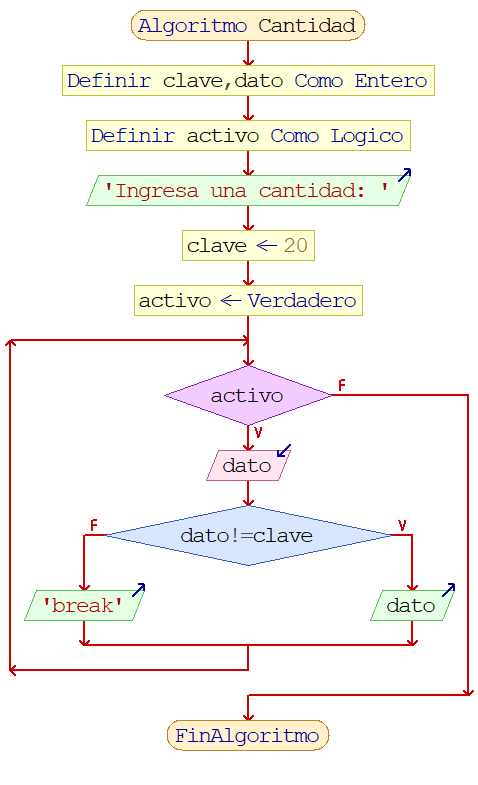 Algoritmo Cantidad
Definir clave,dato Como Entero
Definir activo Como Logico
'Ingresa una cantidad: '
clave ← 20
activo ← Verdadero
activo
F
V
dato
dato!=clave
F
V
'break'
dato
FinAlgoritmo